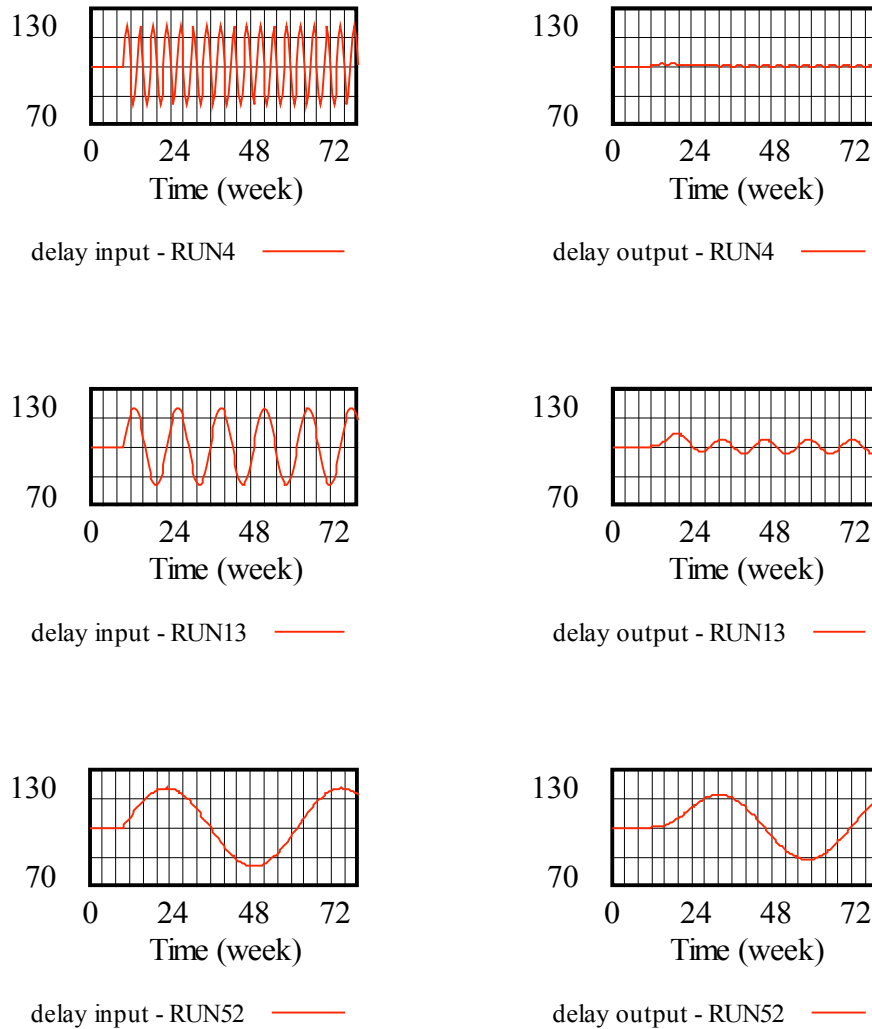 130
70
0 24 48 72
Time (week)
delay input - RUN4
130
70
0 24 48 72
Time (week)
delay output - RUN4
130
70
0 24 48 72
Time (week)
delay input - RUN13
130
70
0 24 48 72
Time (week)
delay output - RUN13
130
70
0 24 48 72
Time (week)
delay input - RUN52
130
70
0 24 48 72
Time (week)
delay output - RUN52